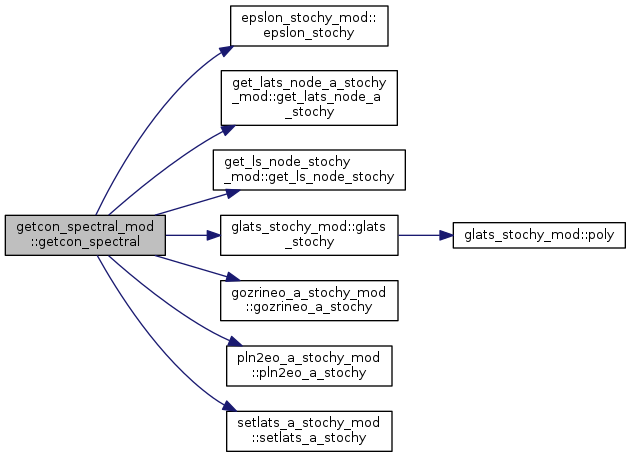 epslon_stochy_mod::
epslon_stochy
get_lats_node_a_stochy
_mod::get_lats_node_a
_stochy
get_ls_node_stochy
_mod::get_ls_node_stochy
getcon_spectral_mod
::getcon_spectral
glats_stochy_mod::glats
_stochy
glats_stochy_mod::poly
gozrineo_a_stochy_mod
::gozrineo_a_stochy
pln2eo_a_stochy_mod
::pln2eo_a_stochy
setlats_a_stochy_mod
::setlats_a_stochy